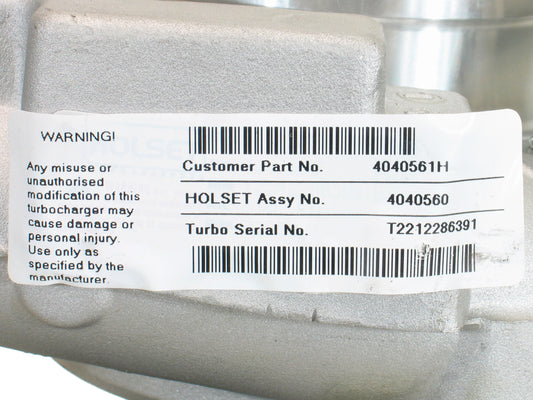 WARNING!
Any misuse or
unauthorised
modification of this
turbocharger may
cause damage or
personal injury.
Use only as
specified by the
manufacturer.
Customer Part No. 4040561H
HOLSET Assy No. 4040560
Turbo Serial No. T2212286391
HOLSET